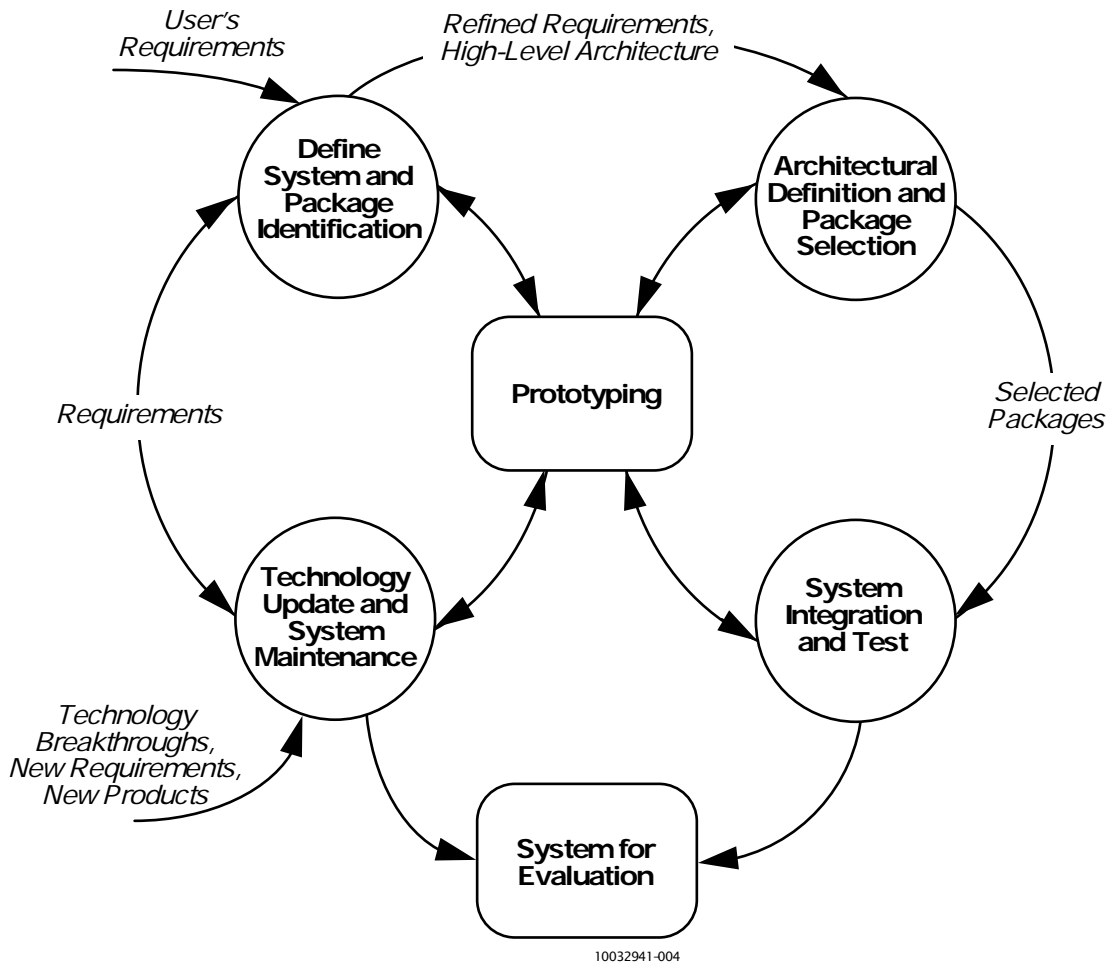 User's
Requirements
Refined Requirements,
High-Level Architecture
Define
System and
Package
Identification
Architectural
Definition and
Package
Selection
Prototyping
Requirements
Selected
Packages
Technology
Update and
System
Maintenance
System
Integration
and Test
Technology
Breakthroughs,
New Requirements,
New Products
System for
Evaluation
10032941-004